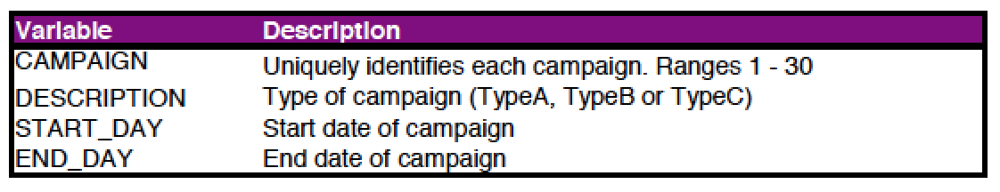 Variable Description
CAMPAIGN Uniquely identifies each campaign. Ranges 1 - 30
DESCRIPTION Type of campaign (TypeA, TypeB or TypeC)
START_DAY Start date of campaign
END_DAY End date of campaign